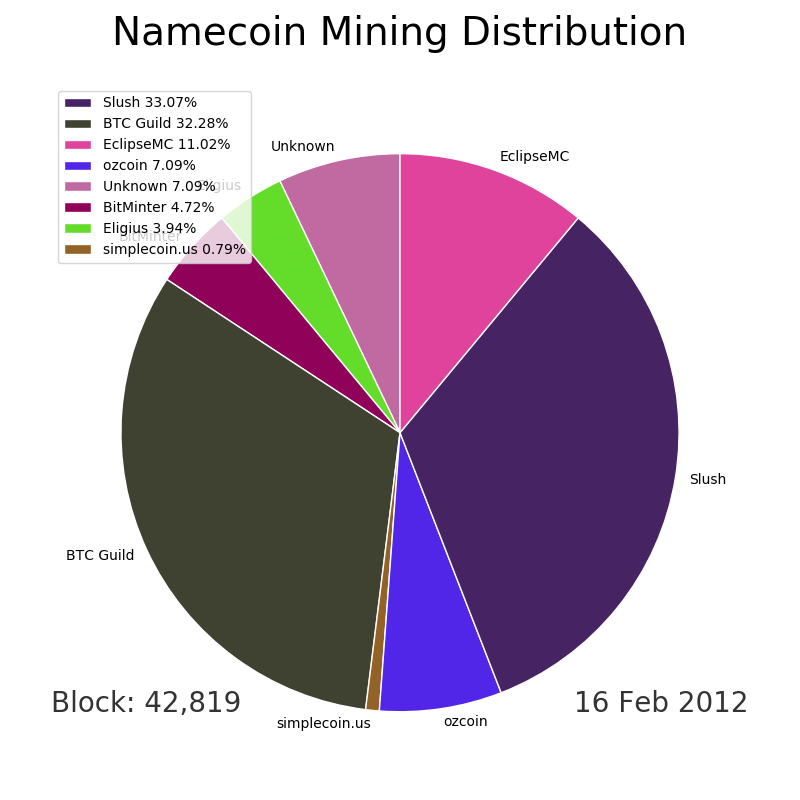 Namecoin Mining Distribution
Slush 33.07%
BTC Guild 32.28%
EclipseMC 11.02%
ozcoin 7.09%
Unknown 7.09%
BitMinter 4.72%
Eligius 3.94%
simplecoin.us 0.79%
Unknown
EclipseMC
Eligius
BitMinter
Slush
BTC Guild
Block: 42,819
16 Feb 2012
simplecoin.us
ozcoin